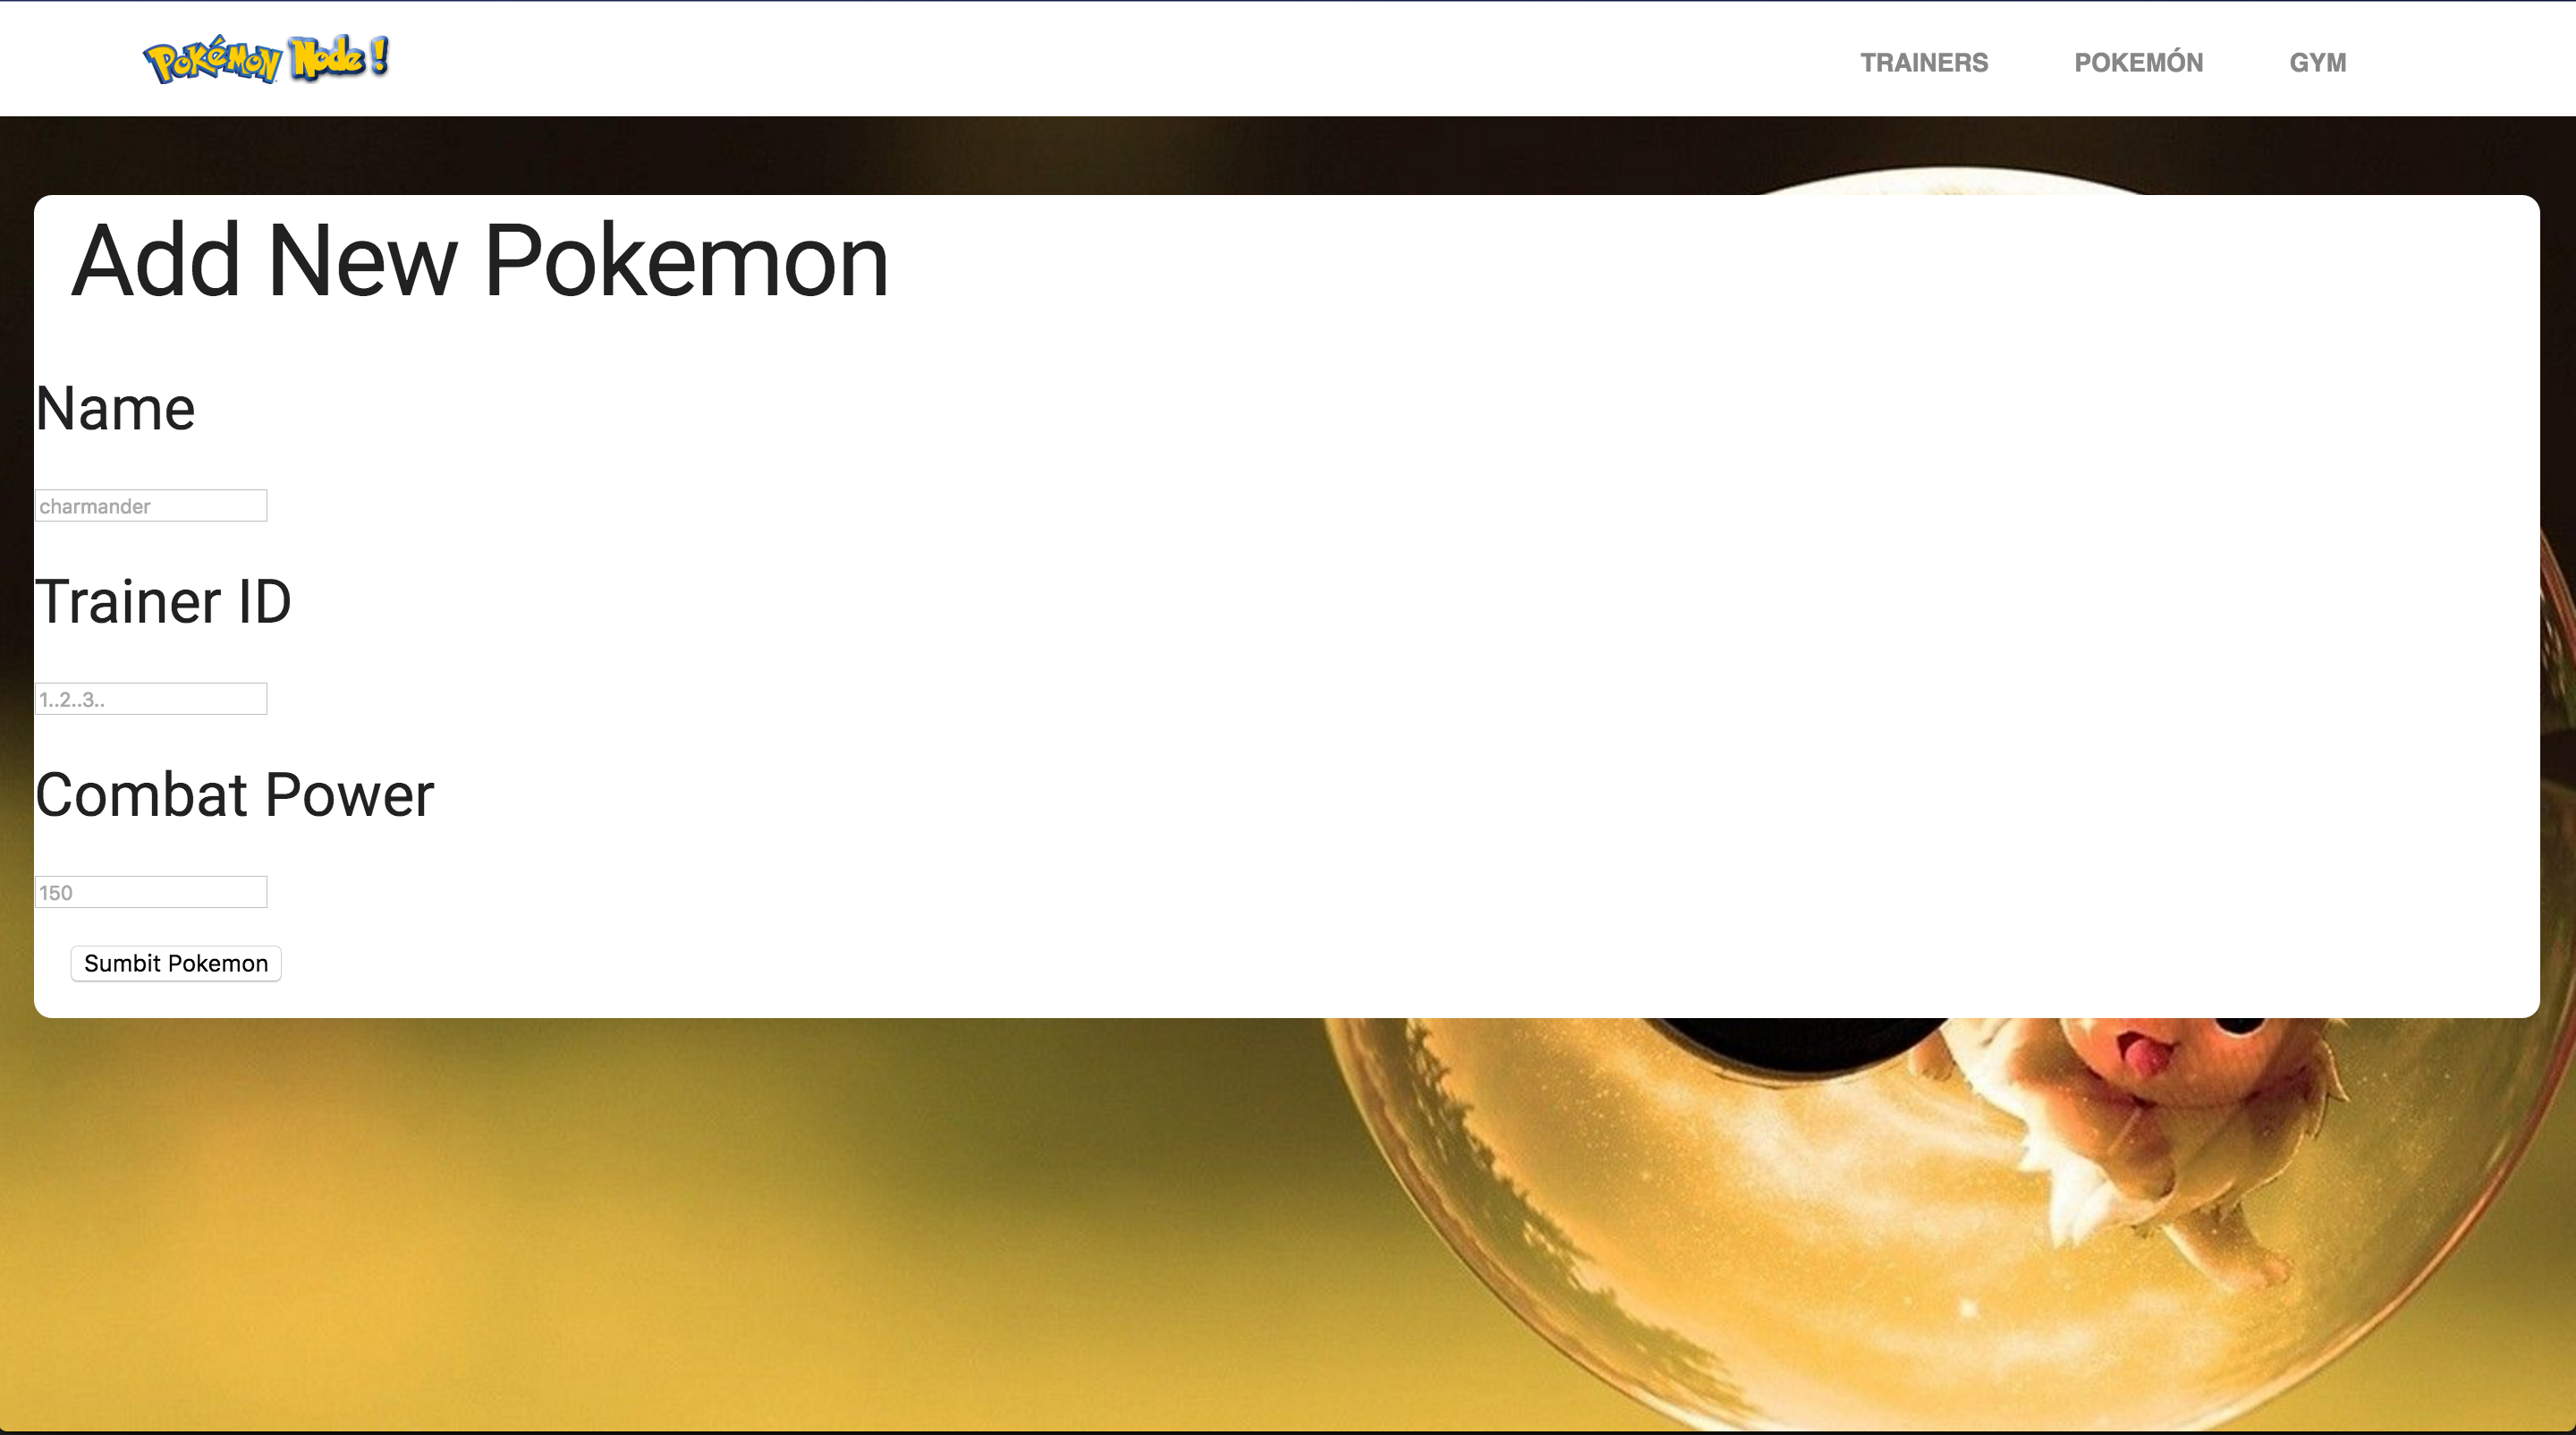 Pokémon Node !
TRAINERS POKEMÓN GYM
Add New Pokemon
Name
charmander
Trainer ID
1..2..3..
Combat Power
150
Sumbit Pokemon